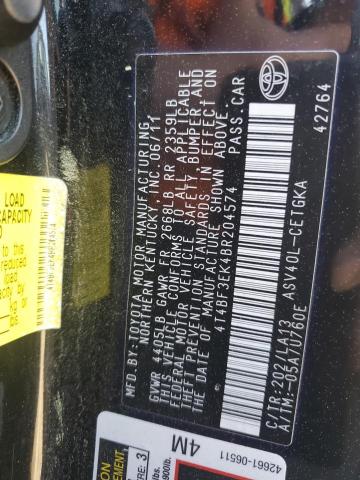 MFD. BY:TOYOTA MOTOR MANUFACTURING,
NORTHERN KENTUCKY, INC. 06/11
GVWR 4405LB GAWR FR 2668LB RR 2359LB
THIS VEHICLE CONFORMS TO ALL APPLICABLE
FEDERAL MOTOR VEHICLE SAFETY, BUMPER, AND
THEFT PREVENTION STANDARDS IN EFFECT ON
THE DATE OF MANUFACTURE SHOWN ABOVE.
4T4BF3EK4BR204574 PASS.CAR
C/TR:202/LA13 ASV40L-CETGKA
A/TM:-05A/U760E 42764
LOAD
CAPACITY
4M
42661-06511